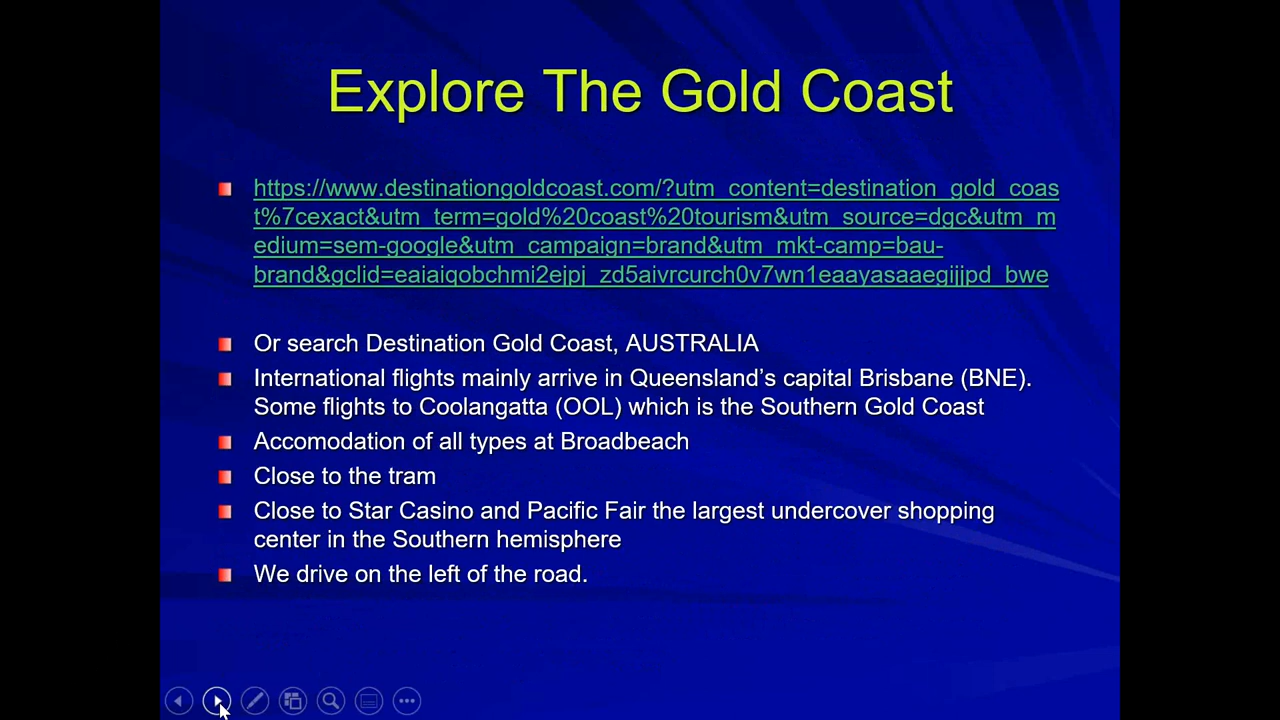 Explore The Gold Coast
https://www.destinationgoldcoast.com/?utm_content=destination_gold_coas
t%7cexact&utm_term=gold%20coast%20tourism&utm_source=dgc&utm_m
edium=sem-google&utm_campaign=brand&utm_mkt-camp=bau-
brand&gclid=eaiaiqobchmi2ejpj_zd5aivrcurch0v7wn1eaayasaaegijjpd_bwe
Or search Destination Gold Coast, AUSTRALIA
International flights mainly arrive in Queensland’s capital Brisbane (BNE).
Some flights to Coolangatta (OOL) which is the Southern Gold Coast
Accomodation of all types at Broadbeach
Close to the tram
Close to Star Casino and Pacific Fair the largest undercover shopping
center in the Southern hemisphere
We drive on the left of the road.